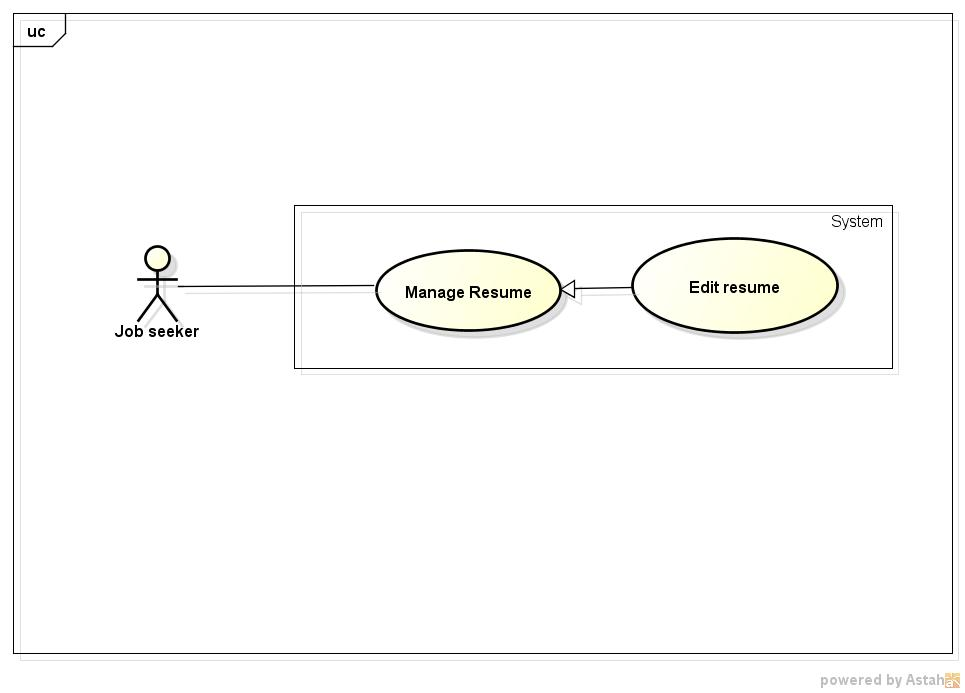 uc
System
Manage Resume
Edit resume
Job seeker
powered by Astah